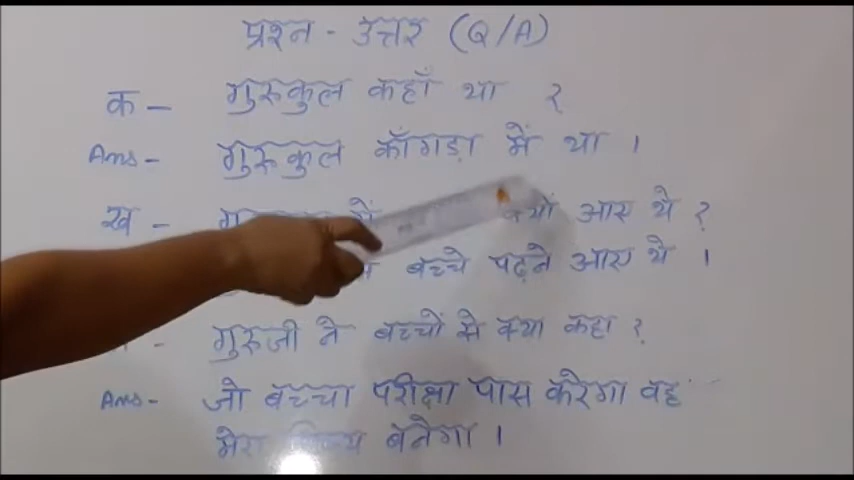 प्रश्न - उत्तर (Q/A)
क - गुरुकुल कहाँ था ?
Ans - गुरुकुल काँगड़ा में था ।
ख - में क्यों आए थे ?
बच्चे पढ़ने आए थे ।
- गुरुजी ने बच्चों से क्या कहा ?
Ans - जो बच्चा परीक्षा पास करेगा वह
मेरा बनेगा ।